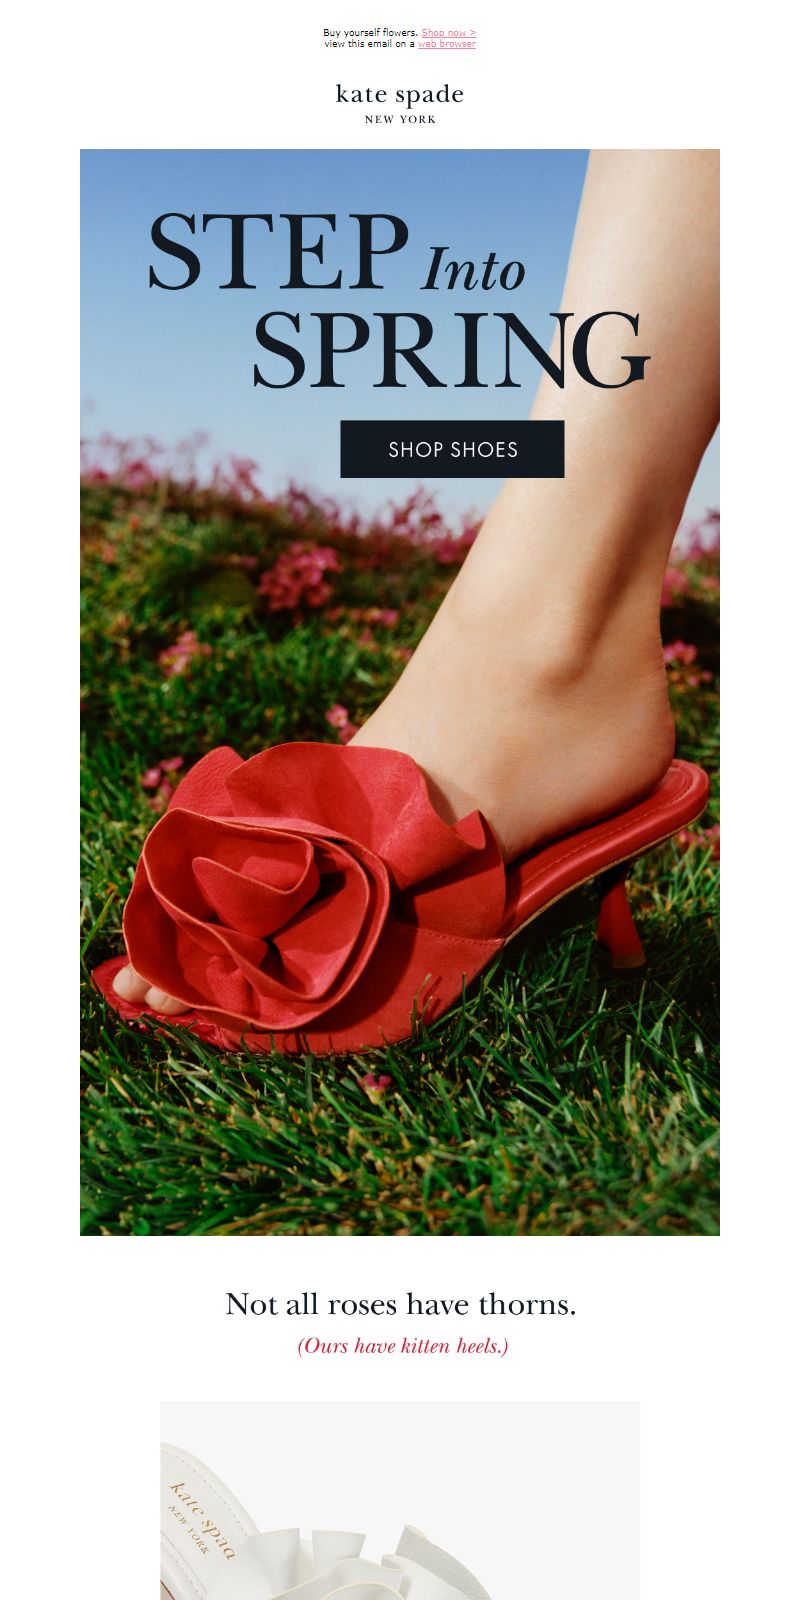 Buy yourself flowers. Shop now >
view this email on a web browser
kate spade
NEW YORK
STEP Into
SPRING
SHOP SHOES
Not all roses have thorns.
(Ours have kitten heels.)
kate spad
NEW YORK